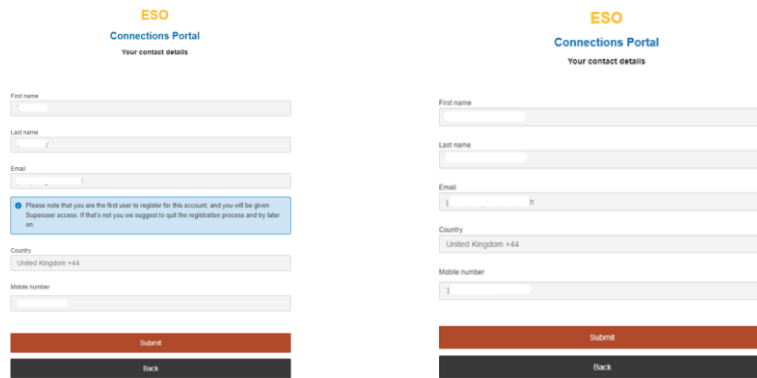 ESO
Connections Portal
Your contact details
First name
Last name
Email
Please note that you are the first user to register for this account, and you will be given
Superuser access. If that's not you we suggest to quit the registration process and try later
on.
Country
United Kingdom +44
Mobile number
Submit
Back
ESO
Connections Portal
Your contact details
First name
Last name
Email
Country
United Kingdom +44
Mobile number
Submit
Back